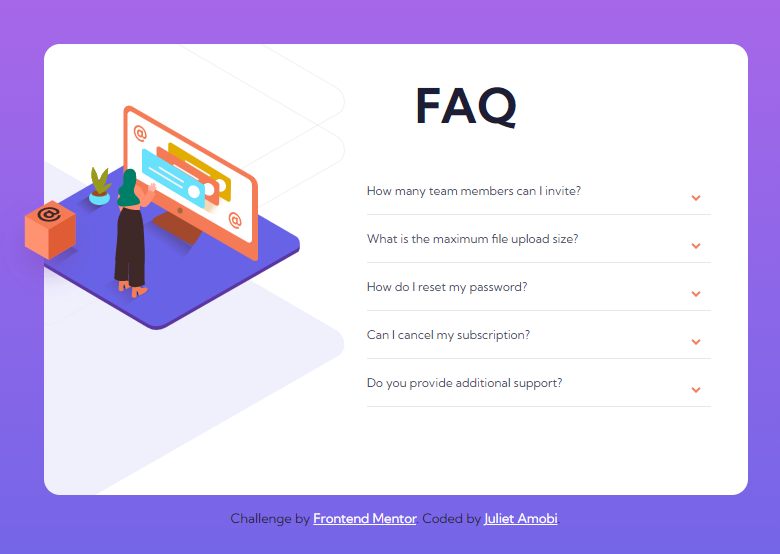 FAQ
How many team members can I invite?
What is the maximum file upload size?
How do I reset my password?
Can I cancel my subscription?
Do you provide additional support?
@
@
@
Challenge by Frontend Mentor. Coded by Juliet Amobi.